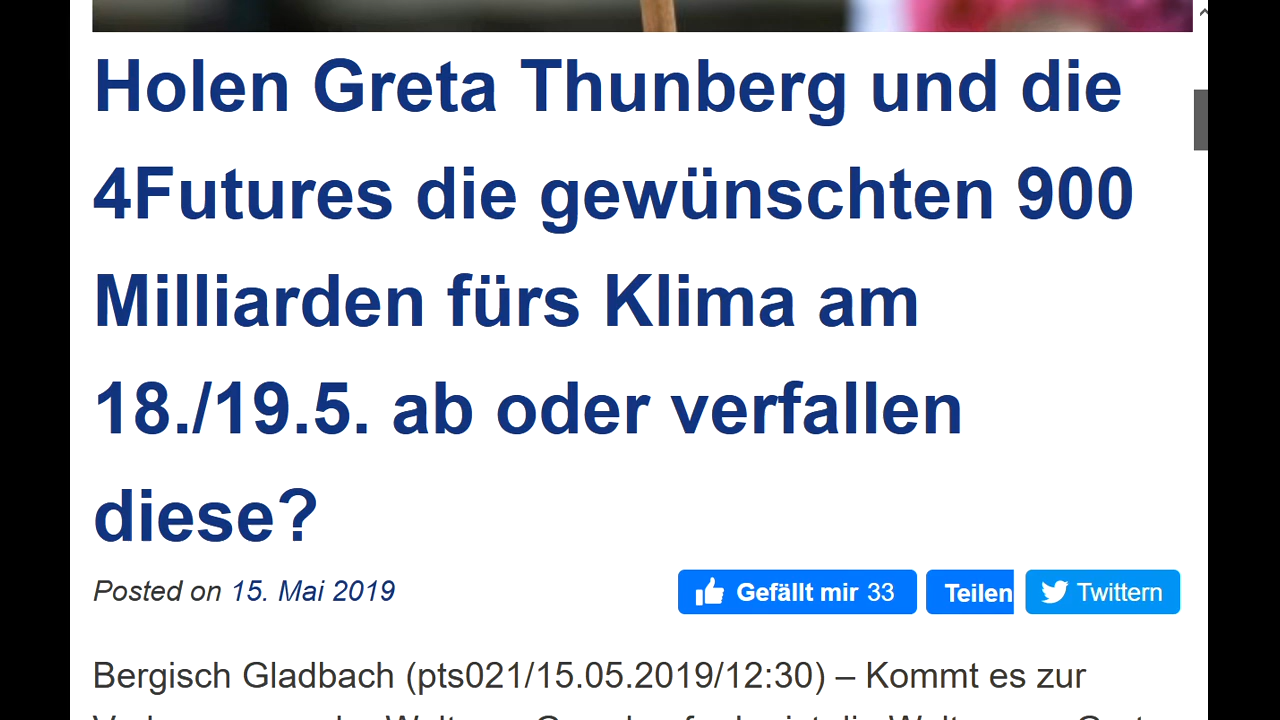 Holen Greta Thunberg und die
4Futures die gewünschten 900
Milliarden fürs Klima am
18./19.5. ab oder verfallen
diese?
Posted on 15. Mai 2019
Gefällt mir 33
Teilen
Twittern
Bergisch Gladbach (pts021/15.05.2019/12:30) – Kommt es zur